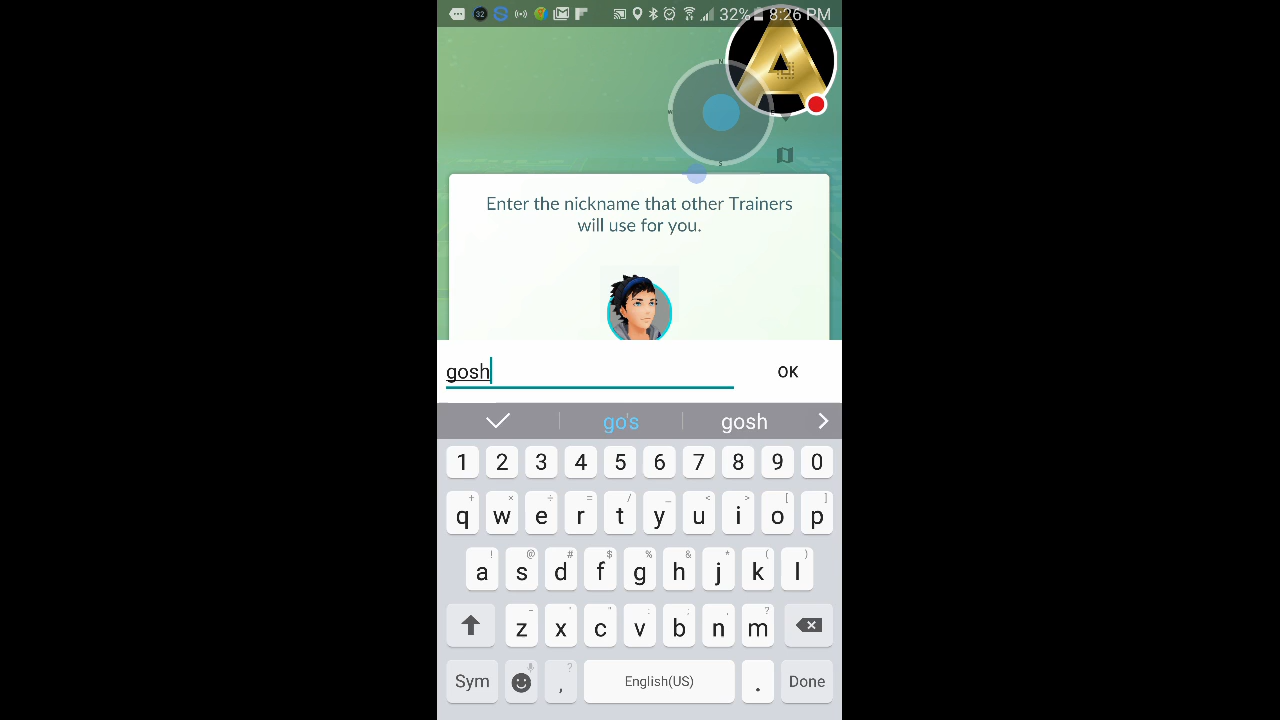 32 32% 8:26 PM
A
N
W E
S
Enter the nickname that other Trainers
will use for you.
gosh OK
go's gosh
1 2 3 4 5 6 7 8 9 0
+ × ÷ = / _ < > [ ]
q w e r t y u i o p
! @ # $ % & * ( )
a s d f g h j k l
- ' " : ; , ?
z x c v b n m
?
Sym , English(US) . Done